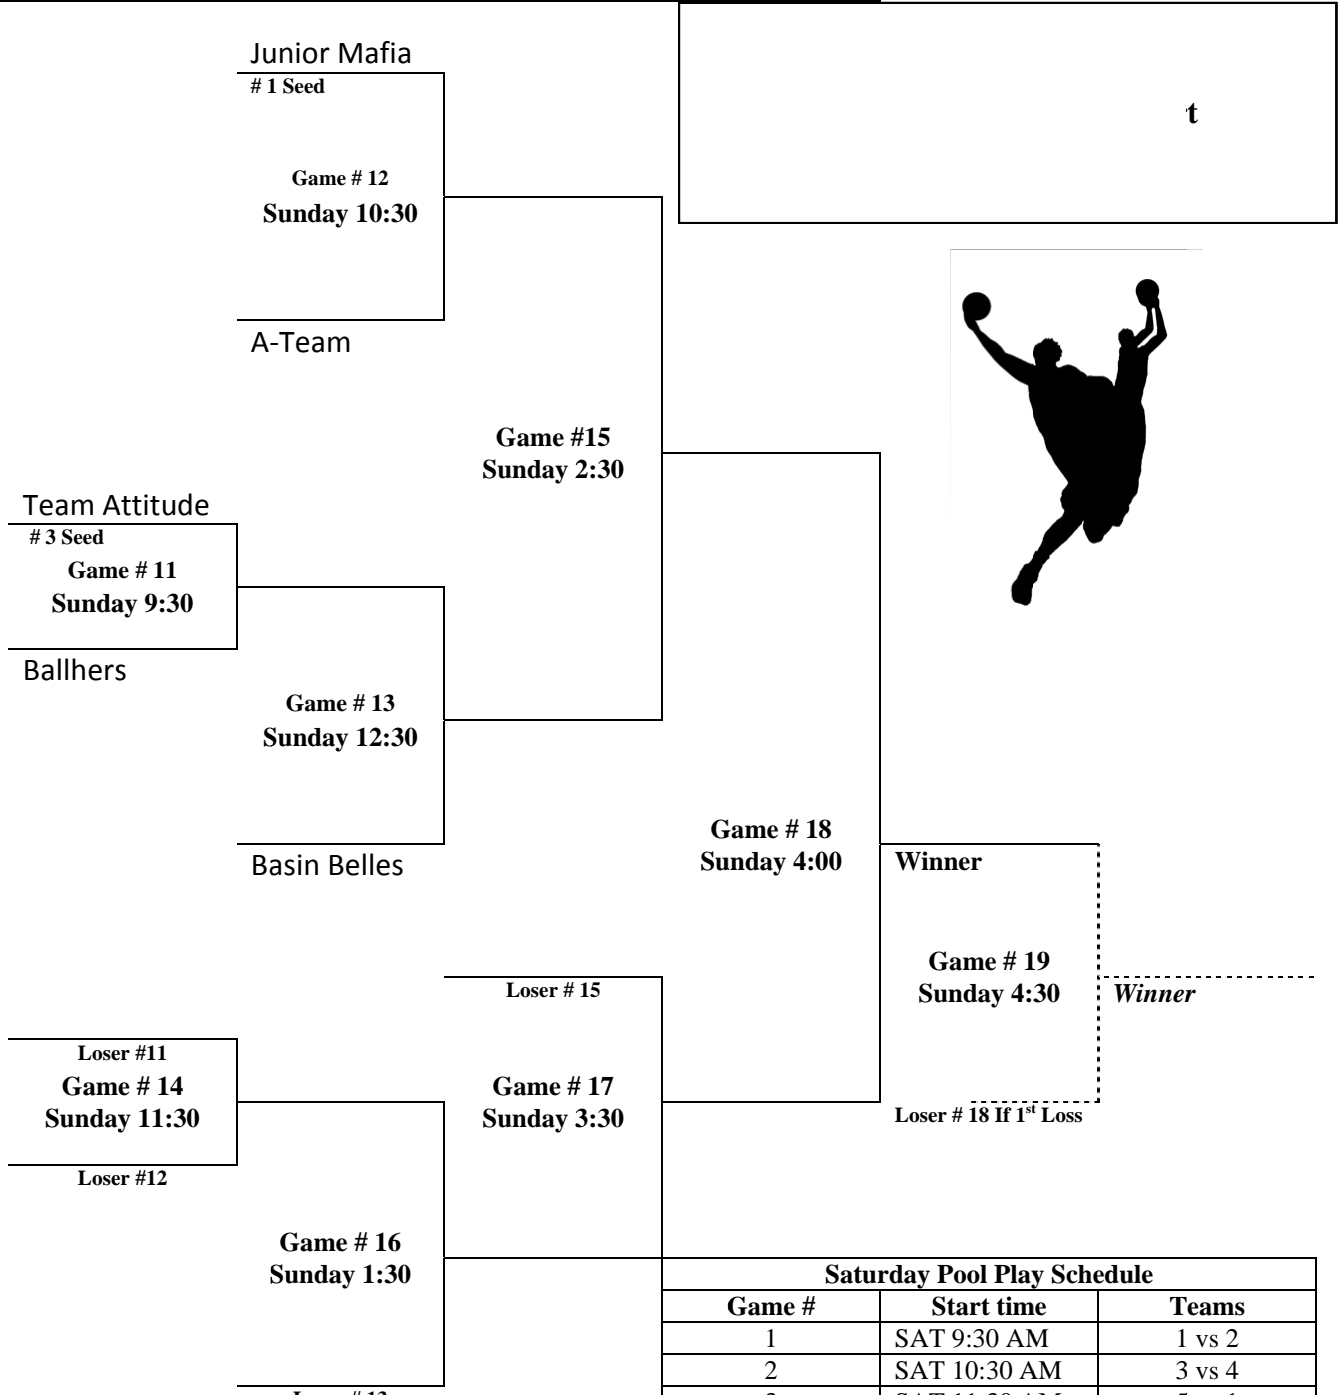 t
Junior Mafia
# 1 Seed
Game # 12
Sunday 10:30
A-Team
Game #15
Sunday 2:30
Team Attitude
# 3 Seed
Game # 11
Sunday 9:30
Ballhers
Game # 13
Sunday 12:30
Basin Belles
Game # 18
Sunday 4:00
Winner
Game # 19
Sunday 4:30
Winner
Loser # 18 If 1st Loss
Loser # 15
Game # 17
Sunday 3:30
Loser #11
Game # 14
Sunday 11:30
Loser #12
Game # 16
Sunday 1:30
Saturday Pool Play Schedule
Game # Start time Teams
1 SAT 9:30 AM 1 vs 2
2 SAT 10:30 AM 3 vs 4